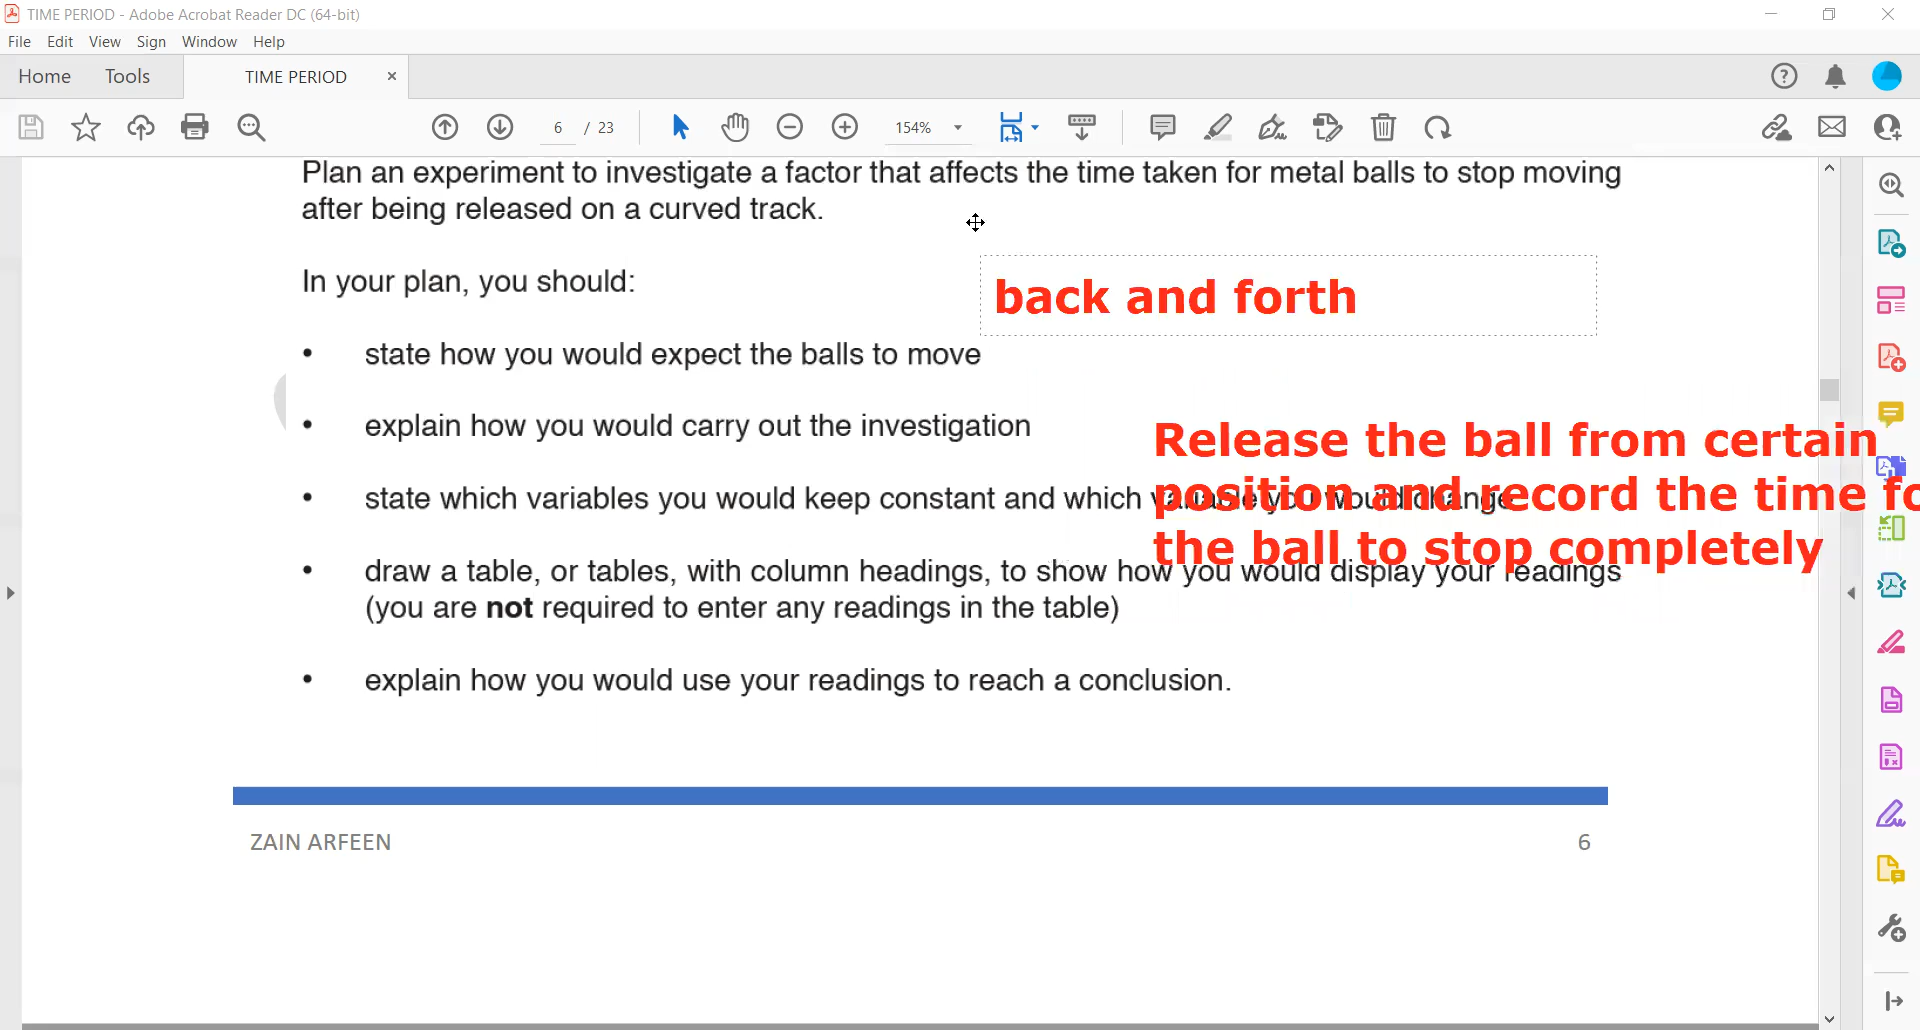 TIME PERIOD - Adobe Acrobat Reader DC (64-bit)
File Edit View Sign Window Help
Home Tools TIME PERIOD
6 / 23 154%
Plan an experiment to investigate a factor that affects the time taken for metal balls to stop moving
after being released on a curved track.
In your plan, you should:
back and forth
• state how you would expect the balls to move
• explain how you would carry out the investigation
Release the ball from certain
• state which variables you would keep constant and which variable you would change
position and record the time fo
the ball to stop completely
• draw a table, or tables, with column headings, to show how you would display your readings
(you are not required to enter any readings in the table)
• explain how you would use your readings to reach a conclusion.
ZAIN ARFEEN 6